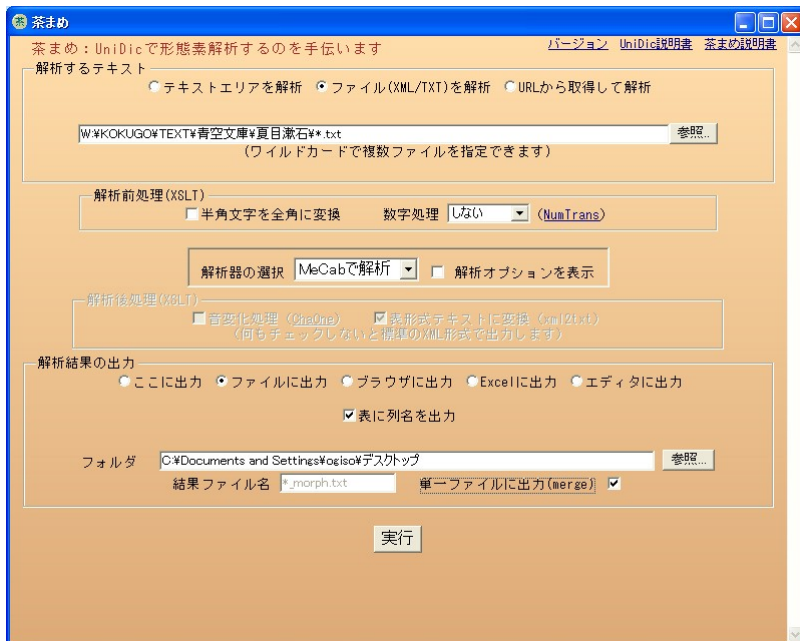 茶まめ
茶まめ：UniDicで形態素解析するのを手伝います バージョン UniDic説明書 茶まめ説明書
解析するテキスト
テキストエリアを解析 ファイル(XML/TXT)を解析 URLから取得して解析
W:¥KOKUGO¥TEXT¥青空文庫¥夏目漱石¥*.txt 参照...
(ワイルドカードで複数ファイルを指定できます)
解析前処理(XSLT)
半角文字を全角に変換 数字処理 しない (NumTrans)
解析器の選択 MeCabで解析 解析オプションを表示
解析後処理(XSLT)
音変化処理 (ChaOne) 表形式テキストに変換 (xml2txt)
(何もチェックしないと標準のXML形式で出力します)
解析結果の出力
ここに出力 ファイルに出力 ブラウザに出力 Excelに出力 エディタに出力
表に列名を出力
フォルダ C:¥Documents and Settings¥ogiso¥デスクトップ 参照...
結果ファイル名 *_morph.txt 単一ファイルに出力(merge)
実行